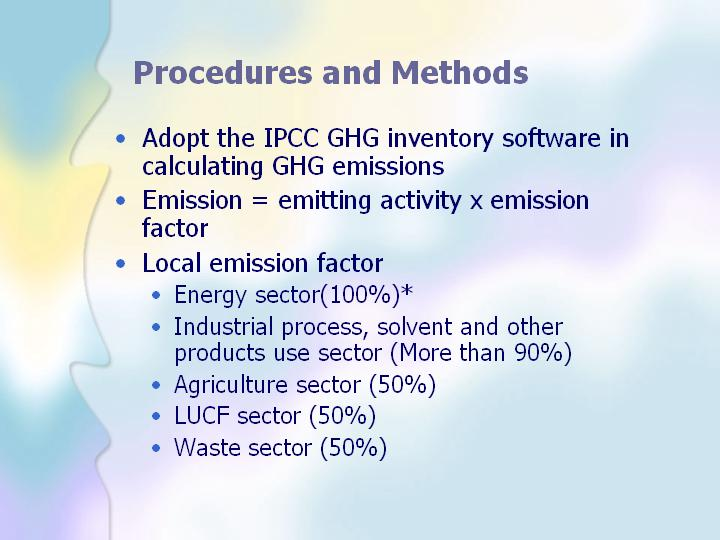 Procedures and Methods
• Adopt the IPCC GHG inventory software in
calculating GHG emissions
• Emission = emitting activity x emission
factor
• Local emission factor
• Energy sector(100%)*
• Industrial process, solvent and other
products use sector (More than 90%)
• Agriculture sector (50%)
• LUCF sector (50%)
• Waste sector (50%)